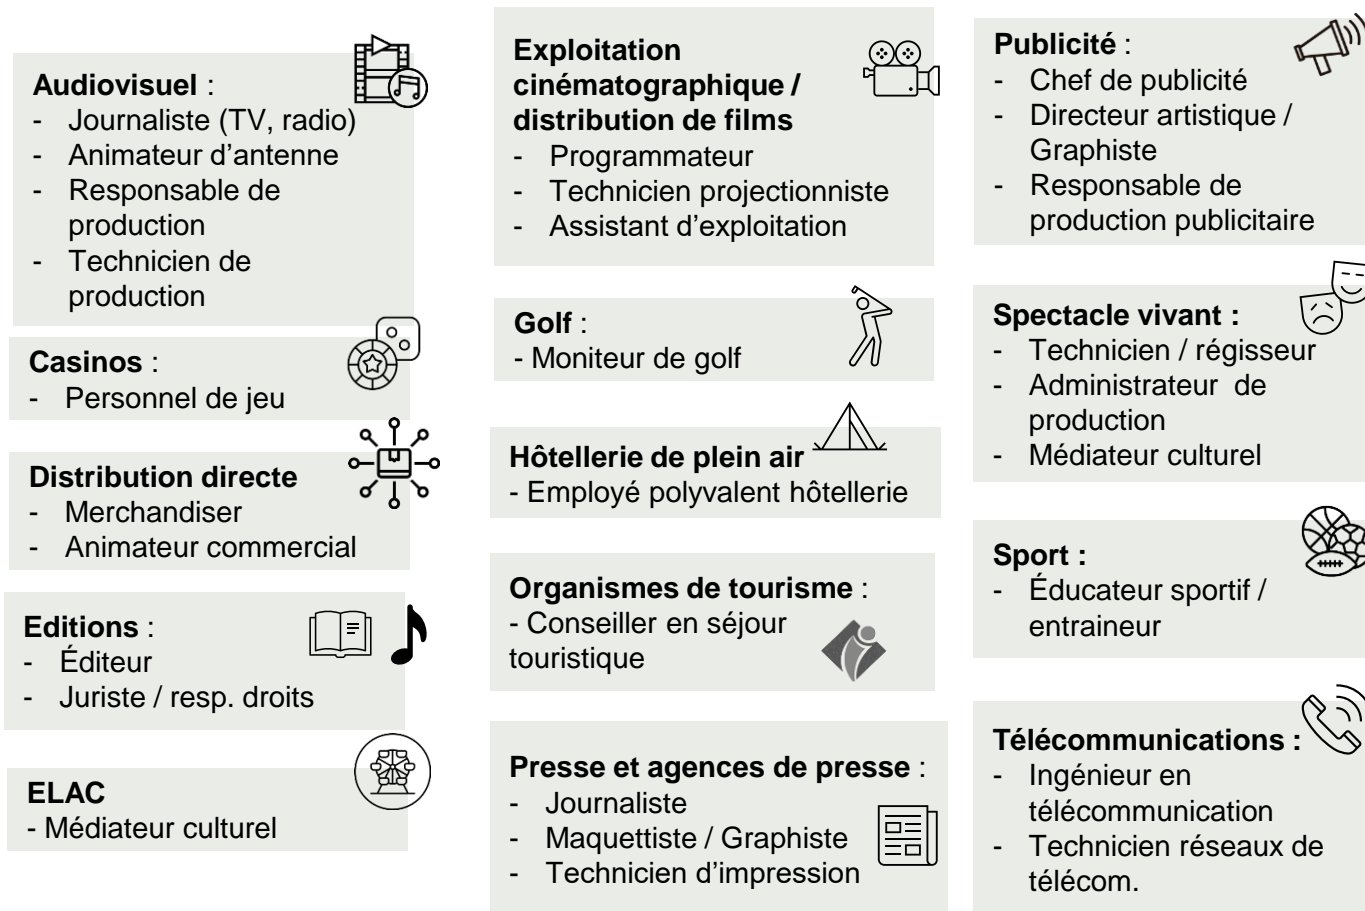 Audiovisuel :
- Journaliste (TV, radio)
- Animateur d’antenne
- Responsable de
production
- Technicien de
production
Casinos :
- Personnel de jeu
Distribution directe
- Merchandiser
- Animateur commercial
Editions :
- Éditeur
- Juriste / resp. droits
ELAC
- Médiateur culturel
Exploitation
cinématographique /
distribution de films
- Programmateur
- Technicien projectionniste
- Assistant d’exploitation
Golf :
- Moniteur de golf
Hôtellerie de plein air
- Employé polyvalent hôtellerie
Organismes de tourisme :
- Conseiller en séjour
touristique
Presse et agences de presse :
- Journaliste
- Maquettiste / Graphiste
- Technicien d’impression
Publicité :
- Chef de publicité
- Directeur artistique /
Graphiste
- Responsable de
production publicitaire
Spectacle vivant :
- Technicien / régisseur
- Administrateur de
production
- Médiateur culturel
Sport :
- Éducateur sportif /
entraineur
Télécommunications :
- Ingénieur en
télécommunication
- Technicien réseaux de
télécom.